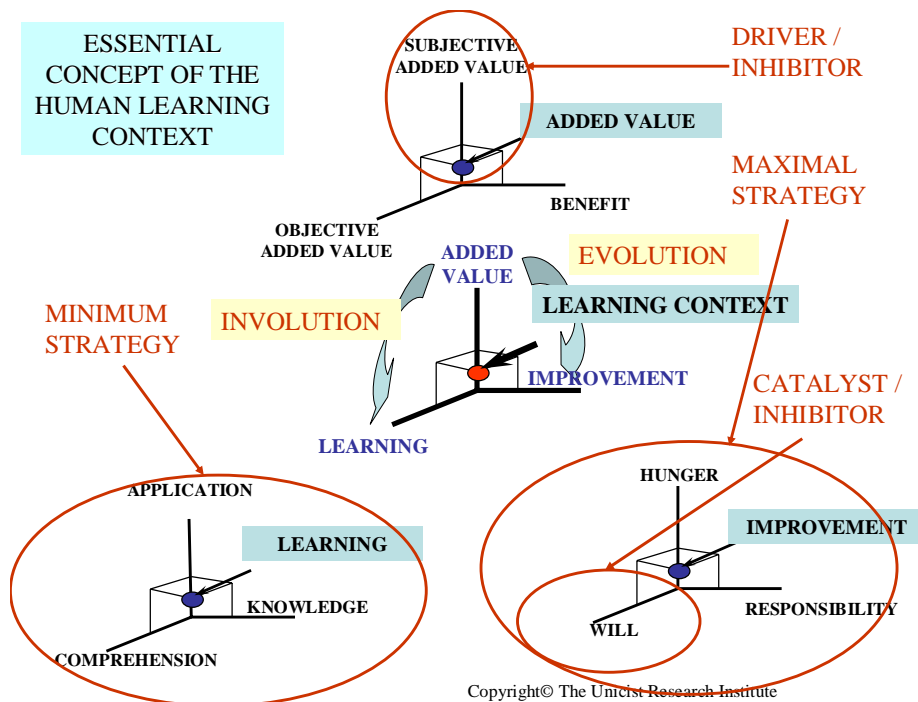 ESSENTIAL
CONCEPT OF THE
HUMAN LEARNING
CONTEXT
SUBJECTIVE
ADDED VALUE
DRIVER /
INHIBITOR
ADDED VALUE
BENEFIT
OBJECTIVE
ADDED VALUE
MAXIMAL
STRATEGY
ADDED
VALUE
EVOLUTION
LEARNING CONTEXT
INVOLUTION
MINIMUM
STRATEGY
IMPROVEMENT
LEARNING
CATALYST /
INHIBITOR
APPLICATION
LEARNING
KNOWLEDGE
COMPREHENSION
HUNGER
IMPROVEMENT
RESPONSIBILITY
WILL
Copyright© The Unicist Research Institute